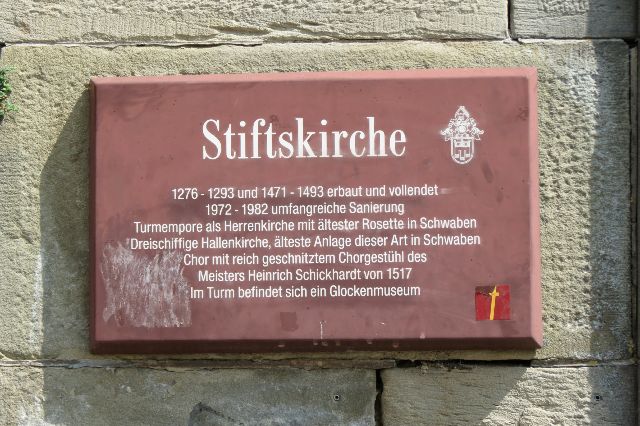 Stiftskirche
1276 - 1293 und 1471 - 1493 erbaut und vollendet
1972 - 1982 umfangreiche Sanierung
Turmempore als Herrenkirche mit ältester Rosette in Schwaben
Dreischiffige Hallenkirche, älteste Anlage dieser Art in Schwaben
Chor mit reich geschnitztem Chorgestühl des
Meisters Heinrich Schickhardt von 1517
Im Turm befindet sich ein Glockenmuseum